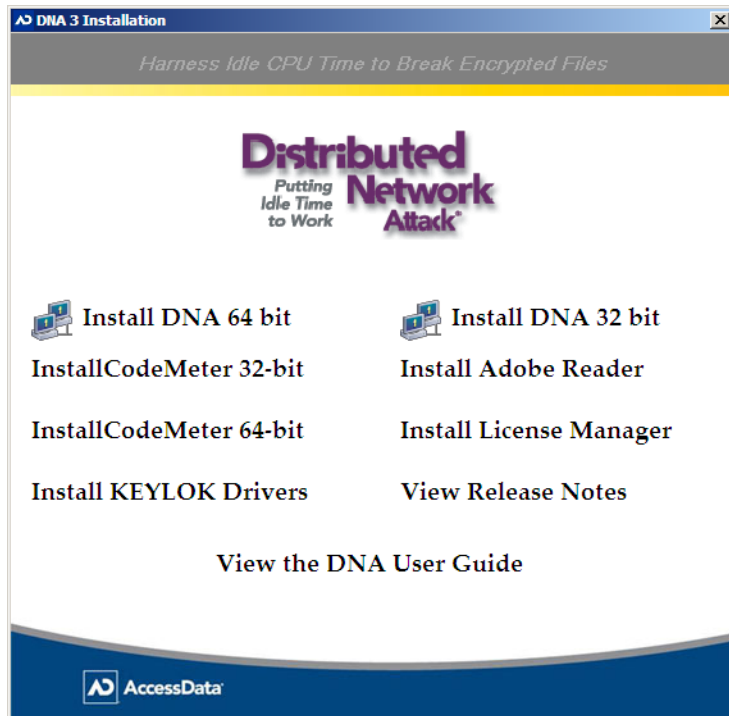 DNA 3 Installation
Harness Idle CPU Time to Break Encrypted Files
Distributed
Putting Network
Idle Time
to Work Attack®
Install DNA 64 bit
Install DNA 32 bit
InstallCodeMeter 32-bit
Install Adobe Reader
InstallCodeMeter 64-bit
Install License Manager
Install KEYLOK Drivers
View Release Notes
View the DNA User Guide
AccessData